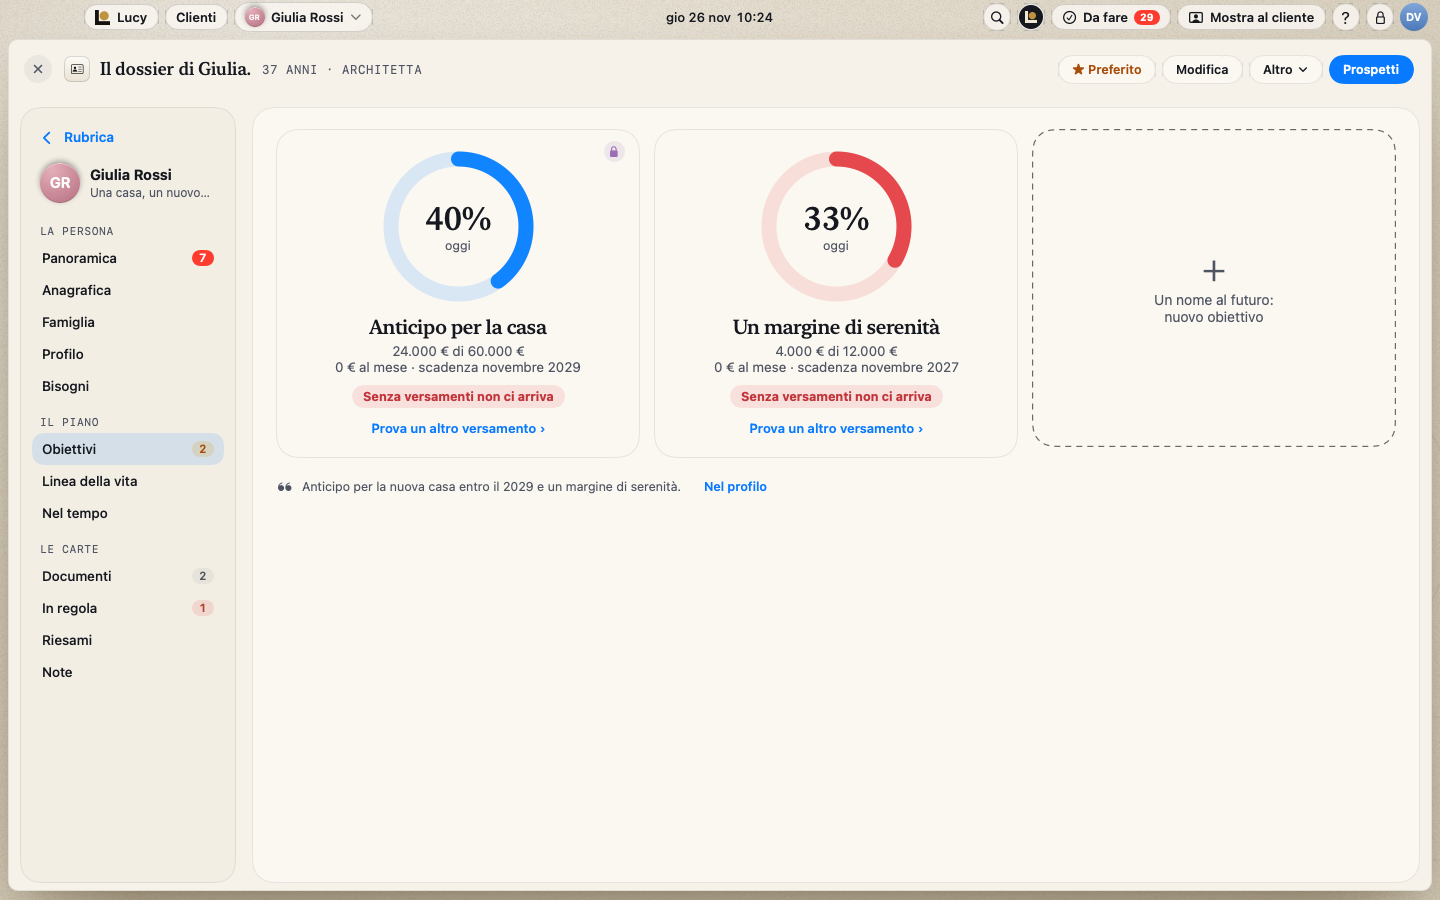 Lucy
Clienti
GR
Giulia Rossi
gio 26 nov 10:24
Da fare 29
Mostra al cliente
?
DV
Il dossier di Giulia.
37 ANNI · ARCHITETTA
Preferito
Modifica
Altro
Prospetti
Rubrica
GR
Giulia Rossi
Una casa, un nuovo...
LA PERSONA
Panoramica 7
Anagrafica
Famiglia
Profilo
Bisogni
IL PIANO
Obiettivi 2
Linea della vita
Nel tempo
LE CARTE
Documenti 2
In regola 1
Riesami
Note
40%
oggi
Anticipo per la casa
24.000 € di 60.000 €
0 € al mese · scadenza novembre 2029
Senza versamenti non ci arriva
Prova un altro versamento ›
33%
oggi
Un margine di serenità
4.000 € di 12.000 €
0 € al mese · scadenza novembre 2027
Senza versamenti non ci arriva
Prova un altro versamento ›
Un nome al futuro:
nuovo obiettivo
Anticipo per la nuova casa entro il 2029 e un margine di serenità.
Nel profilo